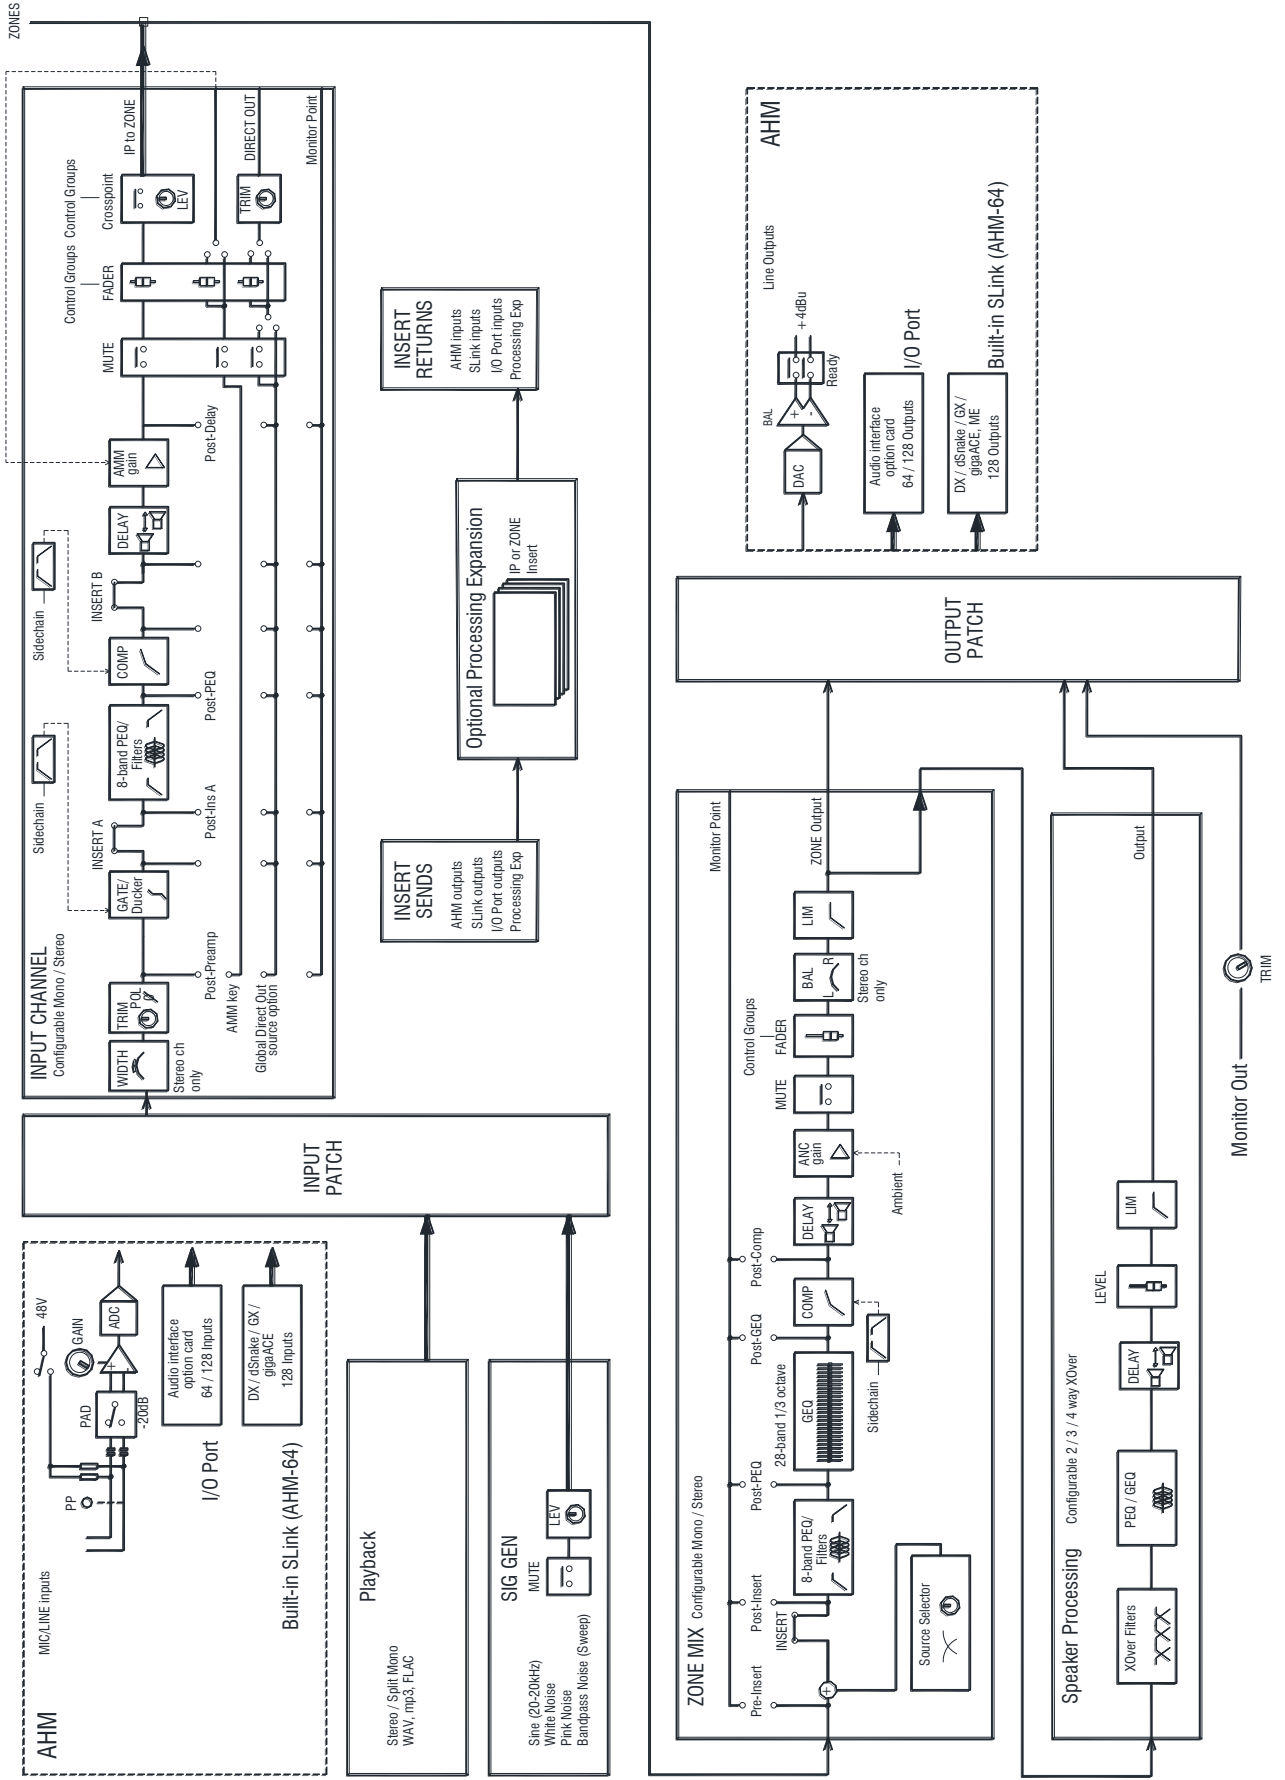 AHM
MIC/LINE inputs
PP
48V
PAD
-20dB
GAIN
+
-
ADC
Audio interface
option card
64 / 128 Inputs
I/O Port
DX / dSnake / GX /
gigaACE
128 Inputs
Built-in SLink (AHM-64)
Playback
Stereo / Split Mono
WAV, mp3, FLAC
SIG GEN
Sine (20-20kHz)
White Noise
Pink Noise
Bandpass Noise (Sweep)
MUTE
LEV
INPUT
PATCH
INPUT CHANNEL
Configurable Mono / Stereo
WIDTH
Stereo ch
only
TRIM
POL
Ø
Post-Preamp
AMM key
Global Direct Out
source option
GATE/
Ducker
Sidechain
INSERT A
Post-Ins A
8-band PEQ/
Filters
Post-PEQ
COMP
Sidechain
INSERT B
DELAY
AMM
gain
Post-Delay
MUTE
FADER
Control Groups
Control Groups
Crosspoint
LEV
TRIM
IP to ZONE
DIRECT OUT
Monitor Point
ZONES
INSERT
SENDS
AHM outputs
SLink outputs
I/O Port outputs
Processing Exp
Optional Processing Expansion
IP or ZONE
Insert
INSERT
RETURNS
AHM inputs
SLink inputs
I/O Port inputs
Processing Exp
ZONE MIX Configurable Mono / Stereo
Pre-Insert
+
Source Selector
INSERT
Post-Insert
8-band PEQ/
Filters
Post-PEQ
28-band 1/3 octave
GEQ
Post-GEQ
COMP
Sidechain
Post-Comp
DELAY
ANC
gain
Ambient
MUTE
FADER
Control Groups
BAL
L
R
Stereo ch
only
LIM
ZONE Output
Monitor Point
Speaker Processing Configurable 2 / 3 / 4 way XOver
XOver Filters
PEQ / GEQ
DELAY
LEVEL
LIM
Output
Monitor Out
TRIM
OUTPUT
PATCH
AHM
DAC
BAL
+
-
Ready
+4dBu
Line Outputs
Audio interface
option card
64 / 128 Outputs
I/O Port
DX / dSnake / GX /
gigaACE, ME
128 Outputs
Built-in SLink (AHM-64)